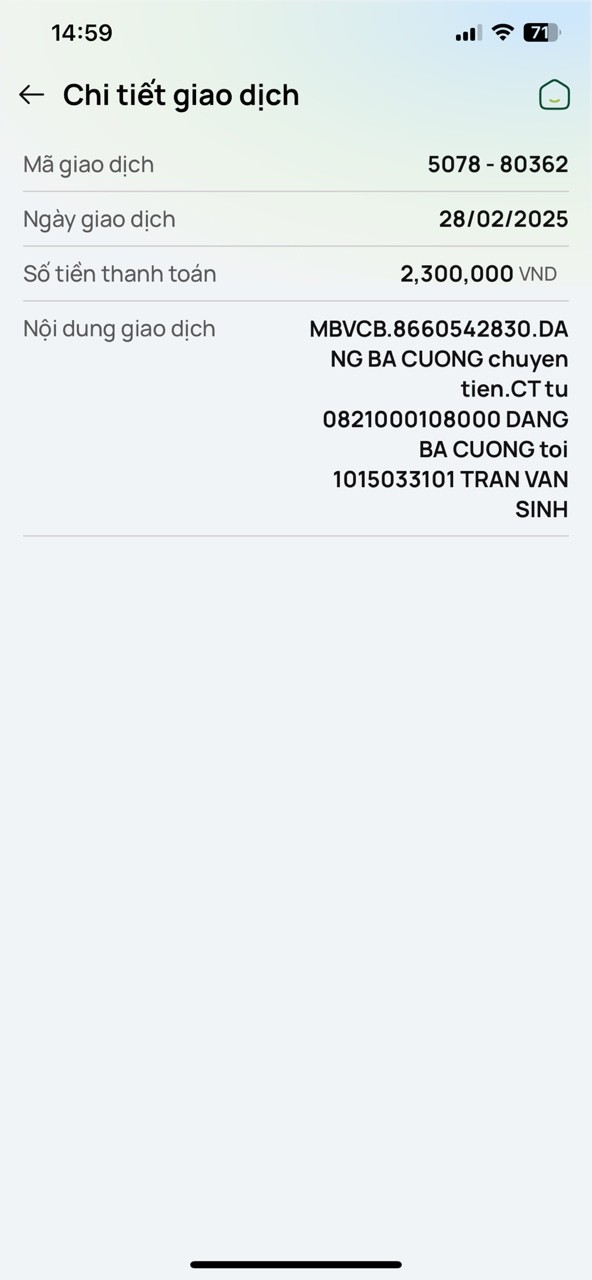 14:59
71
Chi tiết giao dịch
Mã giao dịch 5078 - 80362
Ngày giao dịch 28/02/2025
Số tiền thanh toán 2,300,000 VND
Nội dung giao dịch MBVCB.8660542830.DA
NG BA CUONG chuyen
tien.CT tu
0821000108000 DANG
BA CUONG toi
1015033101 TRAN VAN
SINH